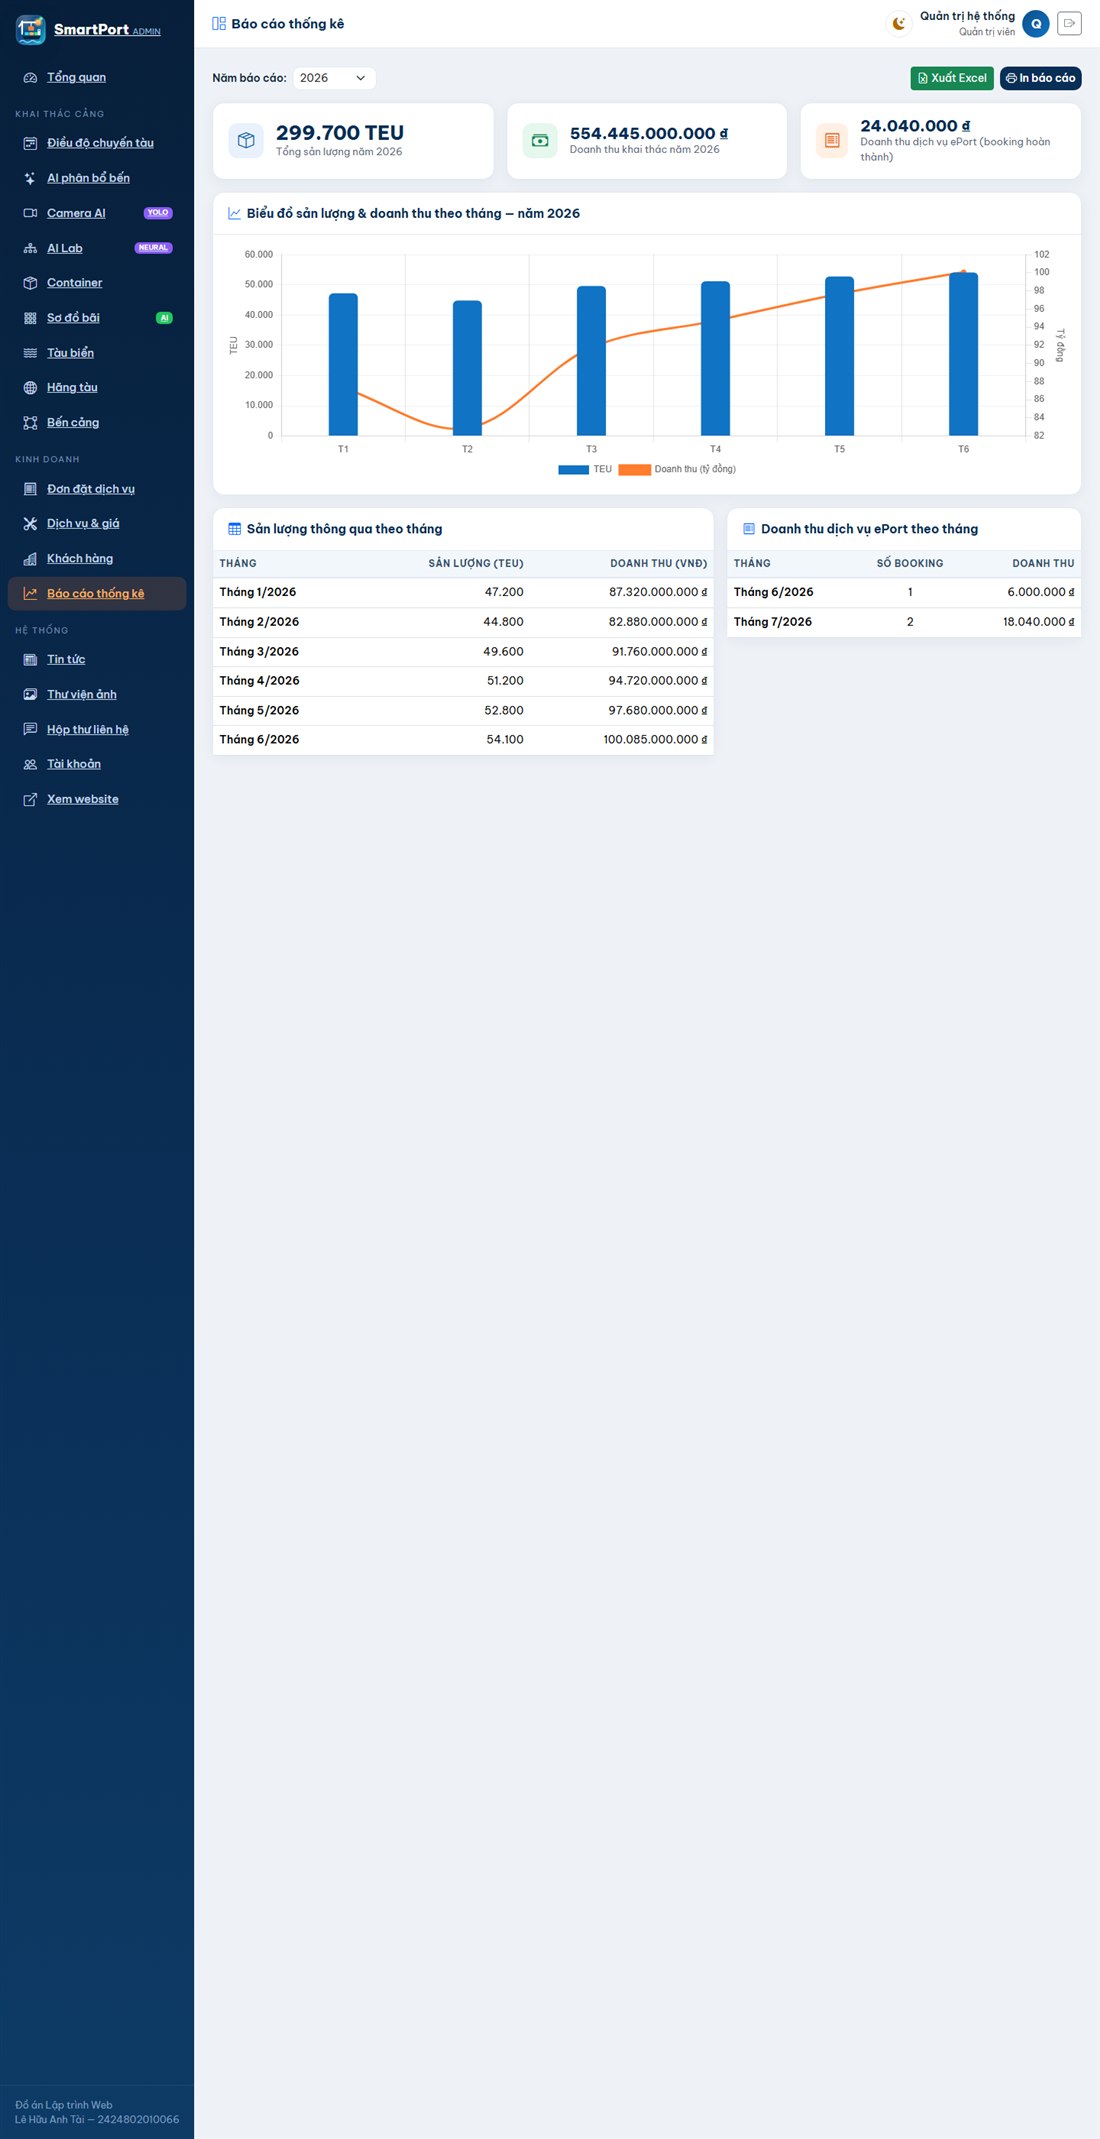 SmartPort ADMIN
Tổng quan
KHAI THÁC CẢNG
Điều độ chuyến tàu
AI phân bổ bến
Camera AI YOLO
AI Lab NEURAL
Container
Sơ đồ bãi AI
Tàu biển
Hãng tàu
Bến cảng
KINH DOANH
Đơn đặt dịch vụ
Dịch vụ & giá
Khách hàng
Báo cáo thống kê
HỆ THỐNG
Tin tức
Thư viện ảnh
Hộp thư liên hệ
Tài khoản
Xem website
Đồ án Lập trình Web
Lê Hữu Anh Tài — 2424802010066
Báo cáo thống kê
Quản trị hệ thống
Quản trị viên
Q
Năm báo cáo: 2026
Xuất Excel
In báo cáo
299.700 TEU
Tổng sản lượng năm 2026
554.445.000.000 ₫
Doanh thu khai thác năm 2026
24.040.000 ₫
Doanh thu dịch vụ ePort (booking hoàn
thành)
Biểu đồ sản lượng & doanh thu theo tháng — năm 2026
60.000
50.000
40.000
30.000
20.000
10.000
0
TEU
102
100
98
96
94
92
90
88
86
84
82
Tỷ đồng
T1 T2 T3 T4 T5 T6
TEU Doanh thu (tỷ đồng)
Sản lượng thông qua theo tháng
THÁNG SẢN LƯỢNG (TEU) DOANH THU (VNĐ)
Tháng 1/2026 47.200 87.320.000.000 ₫
Tháng 2/2026 44.800 82.880.000.000 ₫
Tháng 3/2026 49.600 91.760.000.000 ₫
Tháng 4/2026 51.200 94.720.000.000 ₫
Tháng 5/2026 52.800 97.680.000.000 ₫
Tháng 6/2026 54.100 100.085.000.000 ₫
Doanh thu dịch vụ ePort theo tháng
THÁNG SỐ BOOKING DOANH THU
Tháng 6/2026 1 6.000.000 ₫
Tháng 7/2026 2 18.040.000 ₫